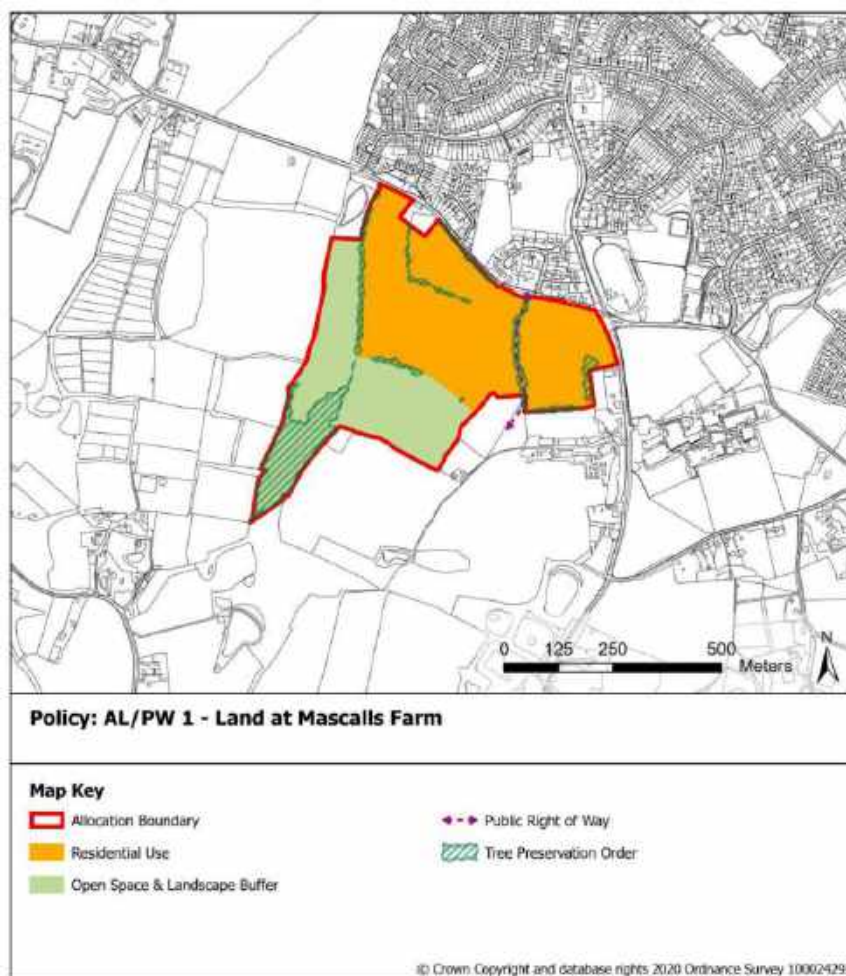 N
0 125 250 500
Meters
Policy: AL/PW 1 - Land at Mascalls Farm
Map Key
Allocation Boundary
Public Right of Way
Residential Use
Tree Preservation Order
Open Space & Landscape Buffer
© Crown Copyright and database rights 2020 Ordnance Survey 10002429